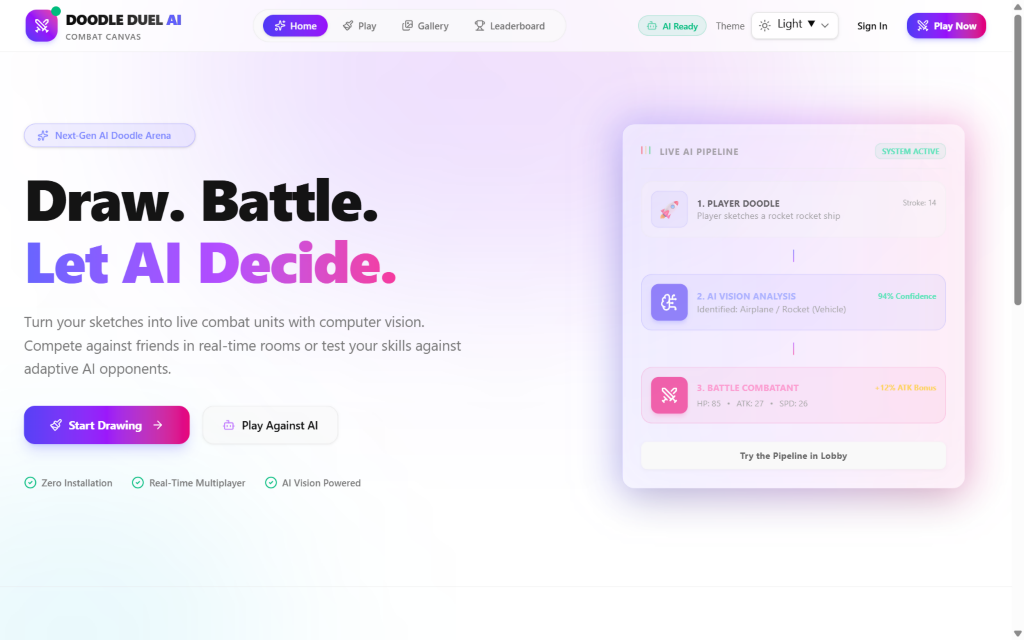 DOODLE DUEL AI
COMBAT CANVAS
Home
Play
Gallery
Leaderboard
AI Ready
Theme
Light ▼
Sign In
Play Now
Next-Gen AI Doodle Arena
Draw. Battle.
Let AI Decide.
Turn your sketches into live combat units with computer vision.
Compete against friends in real-time rooms or test your skills against
adaptive AI opponents.
Start Drawing
Play Against AI
Zero Installation
Real-Time Multiplayer
AI Vision Powered
LIVE AI PIPELINE
SYSTEM ACTIVE
1. PLAYER DOODLE
Stroke: 14
Player sketches a rocket rocket ship
2. AI VISION ANALYSIS
94% Confidence
Identified: Airplane / Rocket (Vehicle)
3. BATTLE COMBATANT
+12% ATK Bonus
HP: 85 • ATK: 27 • SPD: 26
Try the Pipeline in Lobby